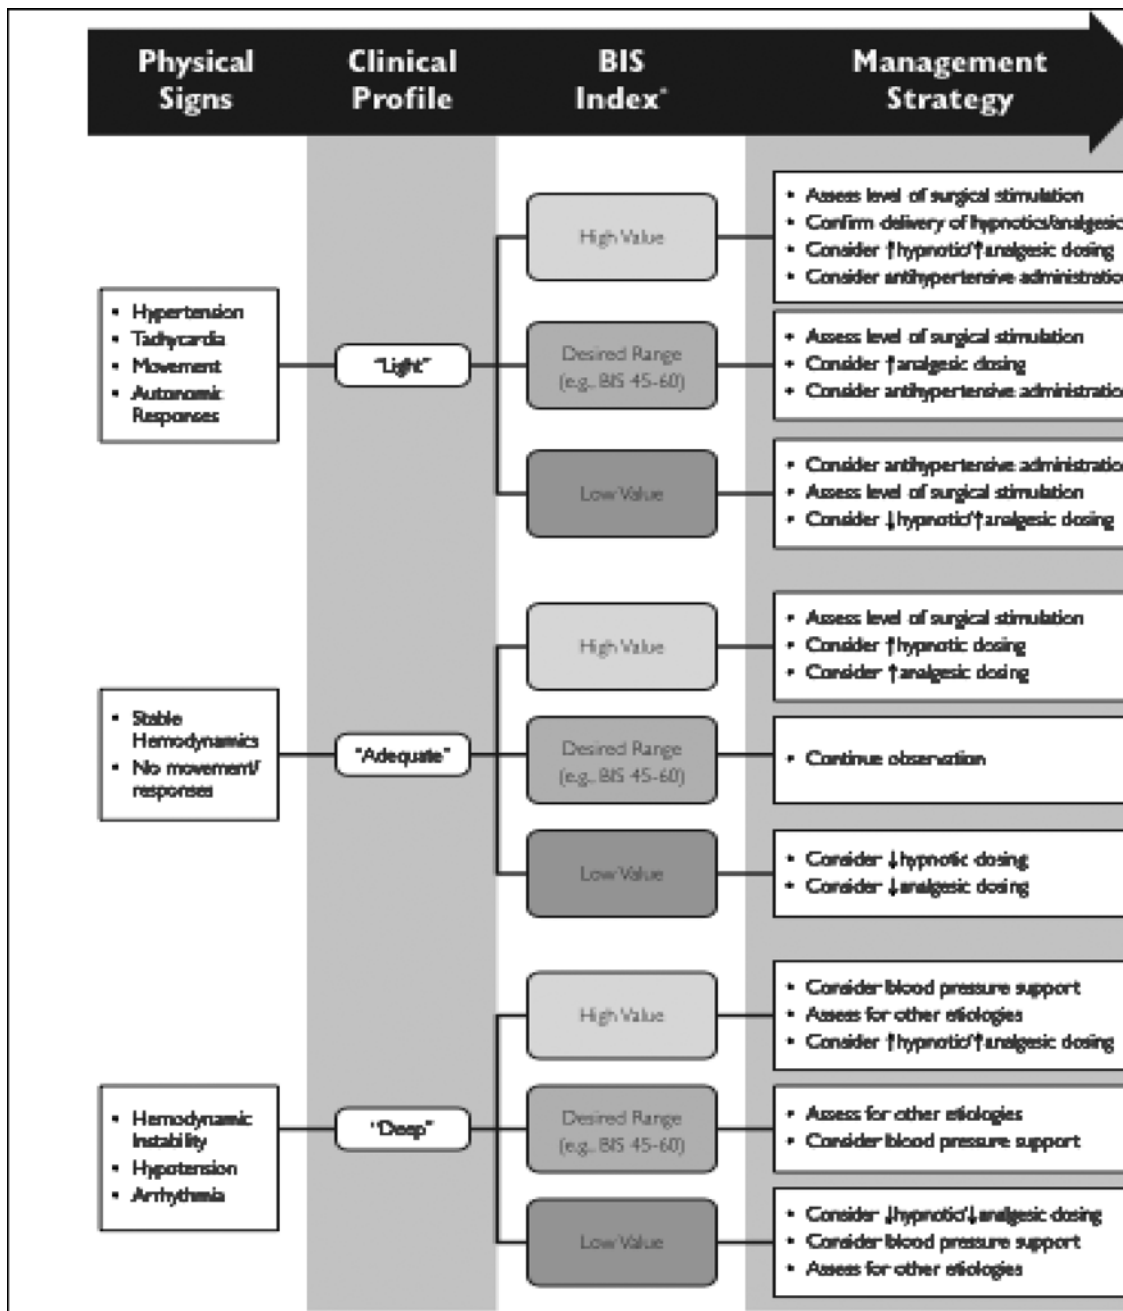 Physical
Signs
Clinical
Profile
BIS
Index*
Management
Strategy
• Hypertension
• Tachycardia
• Movement
• Autonomic
Responses
"Light"
High Value
• Assess level of surgical stimulation
• Confirm delivery of hypnotics/analgesic
• Consider ↑hypnotic/↑analgesic dosing
• Consider antihypertensive administration
Desired Range
(e.g., BIS 45-60)
• Assess level of surgical stimulation
• Consider ↑analgesic dosing
• Consider antihypertensive administration
Low Value
• Consider antihypertensive administration
• Assess level of surgical stimulation
• Consider ↓hypnotic/↑analgesic dosing
• Stable
Hemodynamics
• No movement/
responses
"Adequate"
High Value
• Assess level of surgical stimulation
• Consider ↑hypnotic dosing
• Consider ↑analgesic dosing
Desired Range
(e.g., BIS 45-60)
• Continue observation
Low Value
• Consider ↓hypnotic dosing
• Consider ↓analgesic dosing
• Hemodynamic
Instability
• Hypotension
• Arrhythmia
"Deep"
High Value
• Consider blood pressure support
• Assess for other etiologies
• Consider ↑hypnotic/↑analgesic dosing
Desired Range
(e.g., BIS 45-60)
• Assess for other etiologies
• Consider blood pressure support
Low Value
• Consider ↓hypnotic/↓analgesic dosing
• Consider blood pressure support
• Assess for other etiologies